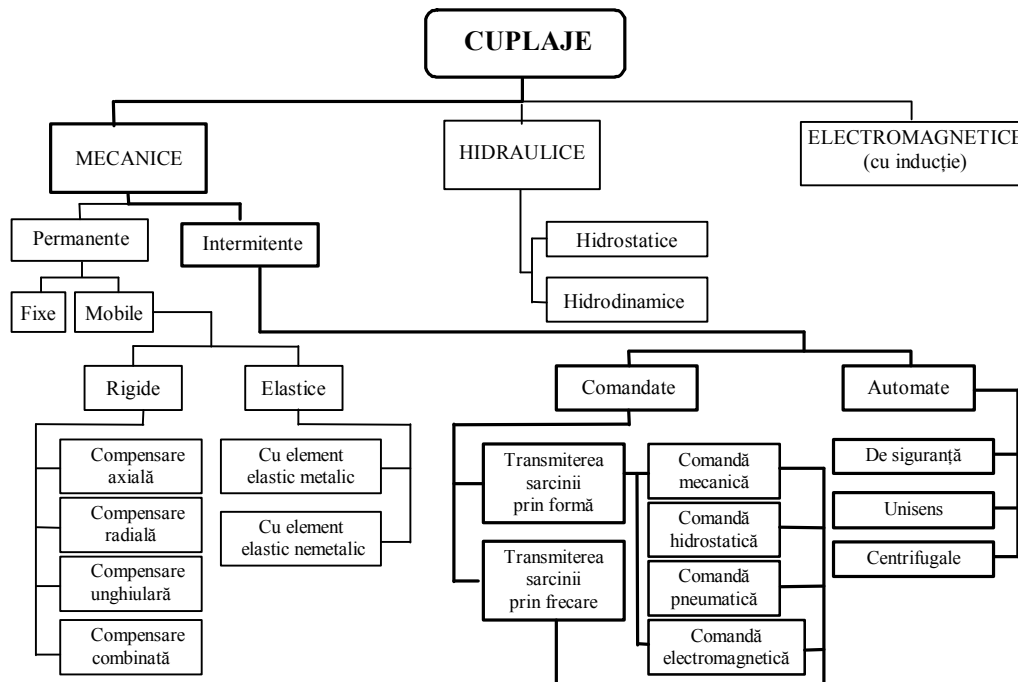 CUPLAJE
MECANICE
HIDRAULICE
ELECTROMAGNETICE
(cu inducție)
Permanente
Intermitente
Hidrostatice
Hidrodinamice
Fixe
Mobile
Rigide
Elastice
Comandate
Automate
Compensare
axială
Compensare
radială
Compensare
unghiulară
Compensare
combinată
Cu element
elastic metalic
Cu element
elastic nemetalic
Transmiterea
sarcinii
prin formă
Transmiterea
sarcinii
prin frecare
Comandă
mecanică
Comandă
hidrostatică
Comandă
pneumatică
Comandă
electromagnetică
De siguranță
Unisens
Centrifugale